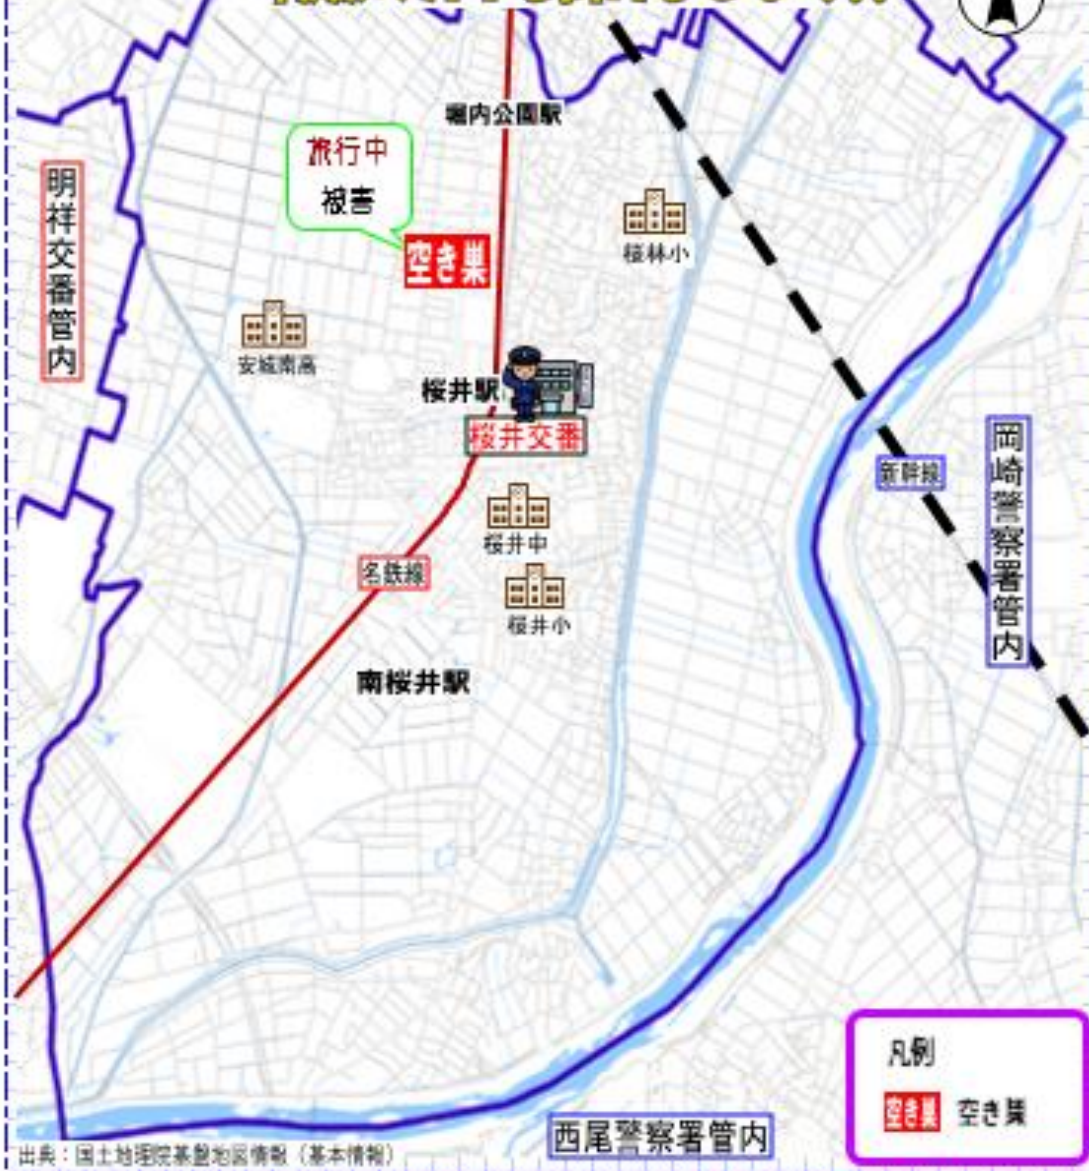 堀内公園駅
旅行中
被害
空き巣
明祥交番管内
桜林小
安城南高
桜井駅
桜井交番
新幹線
岡崎警察署管内
桜井中
名鉄線
桜井小
南桜井駅
凡例
空き巣 空き巣
西尾警察署管内
出典：国土地理院基盤地図情報（基本情報）